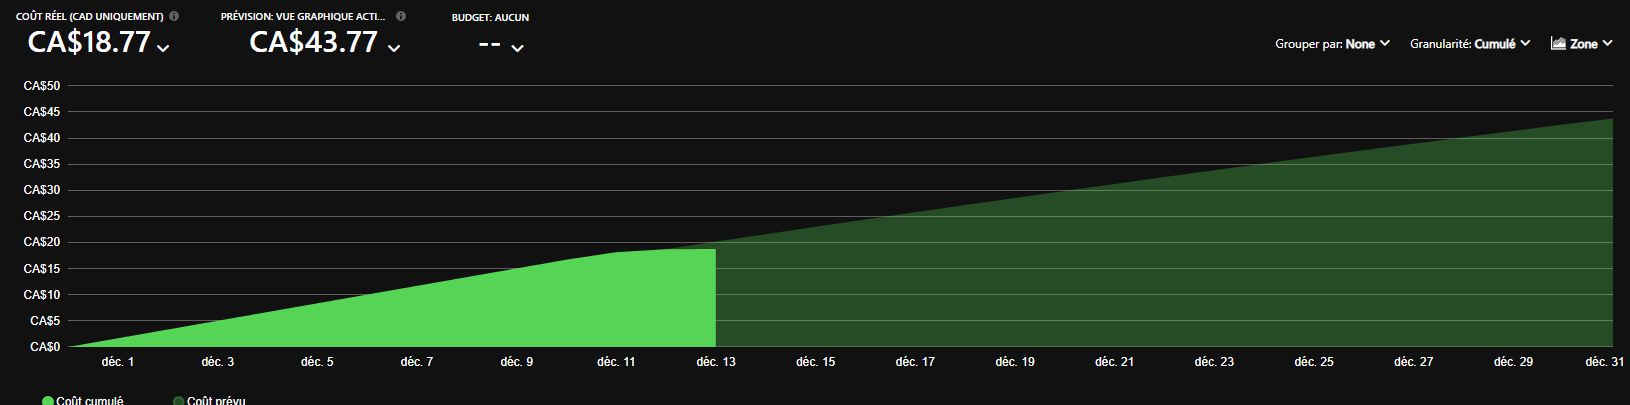 COÛT RÉEL (CAD UNIQUEMENT)
CA$18.77
PRÉVISION: VUE GRAPHIQUE ACTI...
CA$43.77
BUDGET: AUCUN
--
Grouper par: None
Granularité: Cumulé
Zone
CA$50
CA$45
CA$40
CA$35
CA$30
CA$25
CA$20
CA$15
CA$10
CA$5
CA$0
déc. 1 déc. 3 déc. 5 déc. 7 déc. 9 déc. 11 déc. 13 déc. 15 déc. 17 déc. 19 déc. 21 déc. 23 déc. 25 déc. 27 déc. 29 déc. 31
Coût cumulé Coût prévu